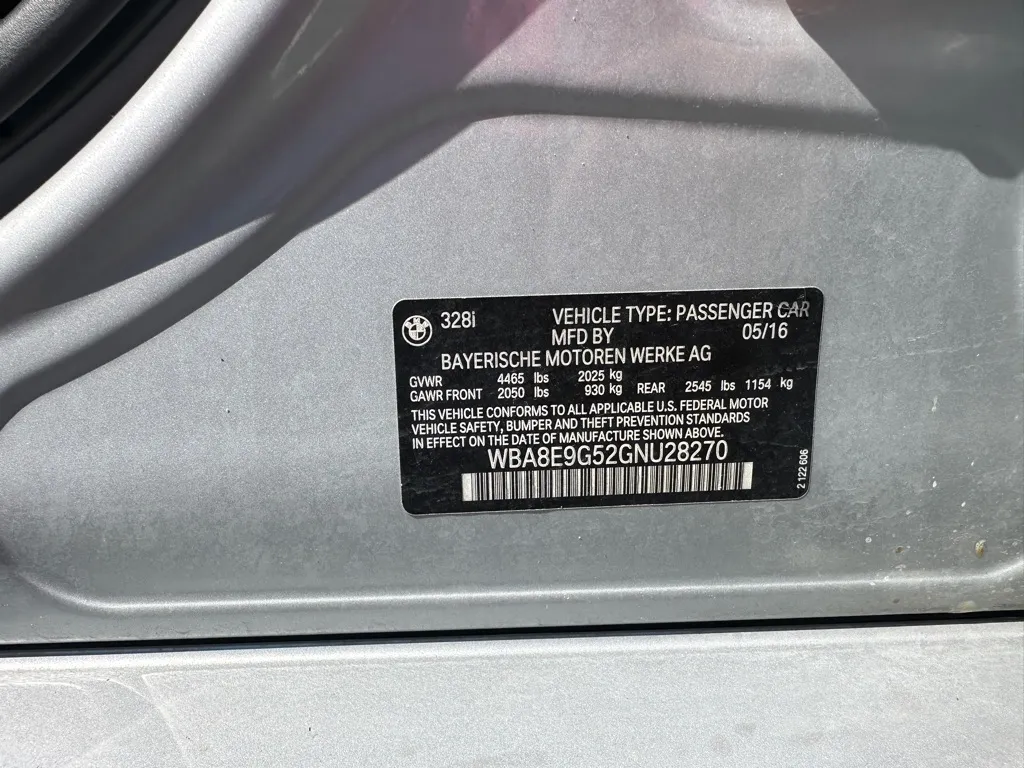 328i VEHICLE TYPE: PASSENGER CAR
MFD BY 05/16
BAYERISCHE MOTOREN WERKE AG
GVWR 4465 lbs 2025 kg
GAWR FRONT 2050 lbs 930 kg REAR 2545 lbs 1154 kg
THIS VEHICLE CONFORMS TO ALL APPLICABLE U.S. FEDERAL MOTOR
VEHICLE SAFETY, BUMPER AND THEFT PREVENTION STANDARDS
IN EFFECT ON THE DATE OF MANUFACTURE SHOWN ABOVE.
WBA8E9G52GNU28270
2 122 606